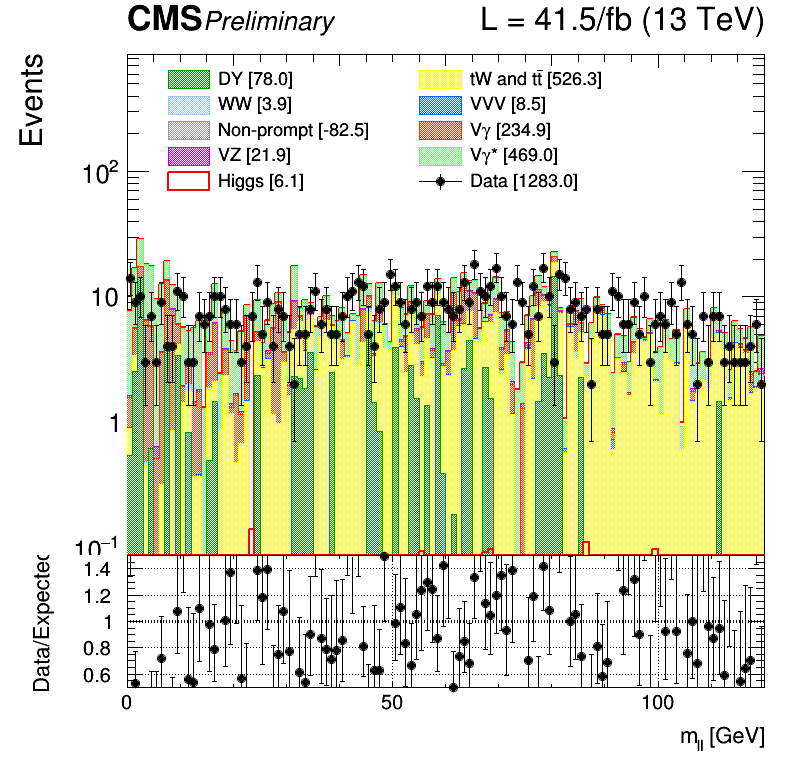 CMS Preliminary L = 41.5/fb (13 TeV)
Events
DY [78.0] tW and tt̄ [526.3]
WW [3.9] VVV [8.5]
Non-prompt [-82.5] Vγ [234.9]
VZ [21.9] Vγ* [469.0]
Higgs [6.1] Data [1283.0]
10²
10
1
10⁻¹
Data/Expected
1.4
1.2
1
0.8
0.6
0 50 100
m_ll [GeV]